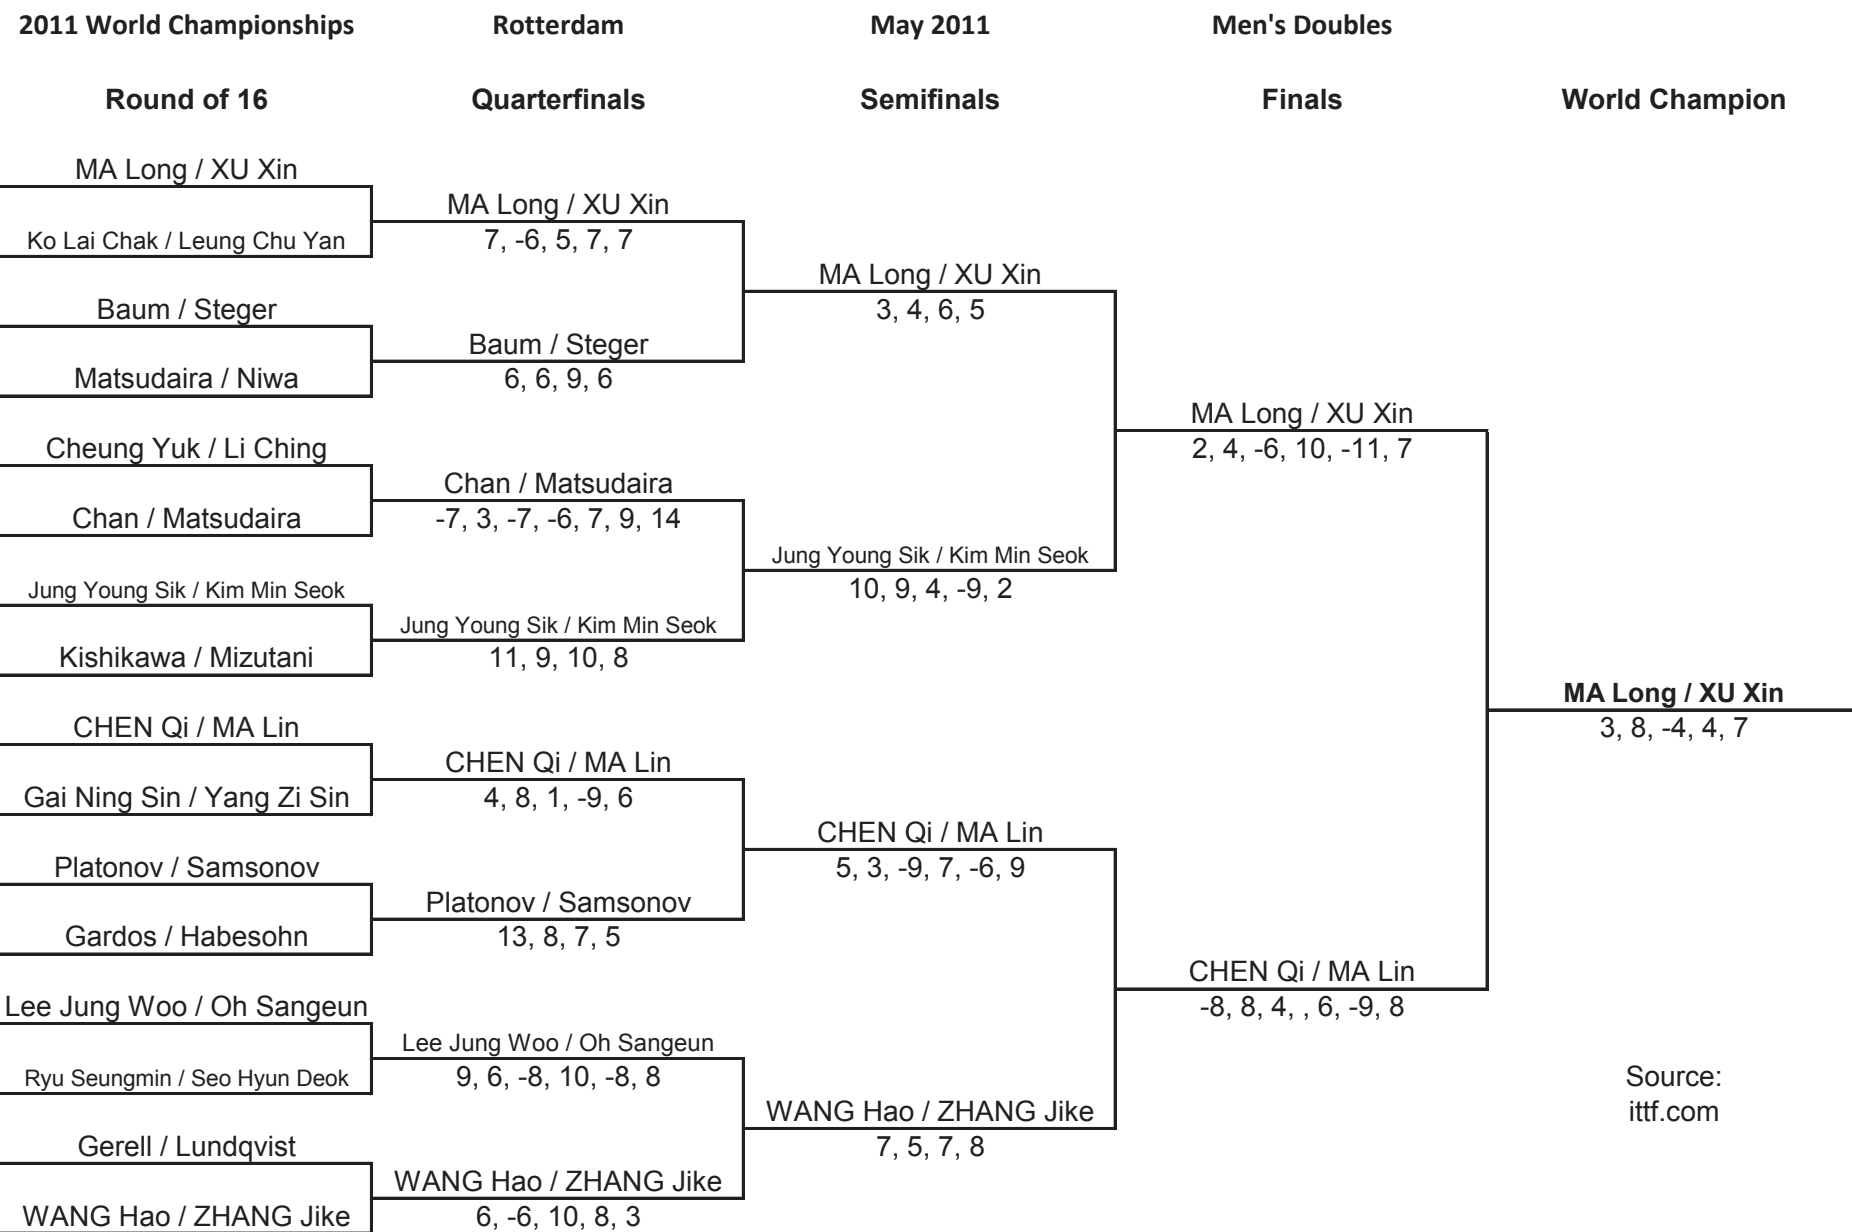 2011 World Championships Rotterdam May 2011 Men's Doubles
Round of 16 Quarterfinals Semifinals Finals World Champion
MA Long / XU Xin
MA Long / XU Xin
Ko Lai Chak / Leung Chu Yan
7, -6, 5, 7, 7
MA Long / XU Xin
Baum / Steger
3, 4, 6, 5
Baum / Steger
Matsudaira / Niwa
6, 6, 9, 6
MA Long / XU Xin
Cheung Yuk / Li Ching
2, 4, -6, 10, -11, 7
Chan / Matsudaira
Chan / Matsudaira
-7, 3, -7, -6, 7, 9, 14
Jung Young Sik / Kim Min Seok
Jung Young Sik / Kim Min Seok
10, 9, 4, -9, 2
Jung Young Sik / Kim Min Seok
Kishikawa / Mizutani
11, 9, 10, 8
MA Long / XU Xin
CHEN Qi / MA Lin
3, 8, -4, 4, 7
CHEN Qi / MA Lin
Gai Ning Sin / Yang Zi Sin
4, 8, 1, -9, 6
CHEN Qi / MA Lin
Platonov / Samsonov
5, 3, -9, 7, -6, 9
Platonov / Samsonov
Gardos / Habesohn
13, 8, 7, 5
CHEN Qi / MA Lin
Lee Jung Woo / Oh Sangeun
-8, 8, 4, , 6, -9, 8
Lee Jung Woo / Oh Sangeun
Ryu Seungmin / Seo Hyun Deok
9, 6, -8, 10, -8, 8
Source:
WANG Hao / ZHANG Jike
ittf.com
Gerell / Lundqvist
7, 5, 7, 8
WANG Hao / ZHANG Jike
WANG Hao / ZHANG Jike
6, -6, 10, 8, 3